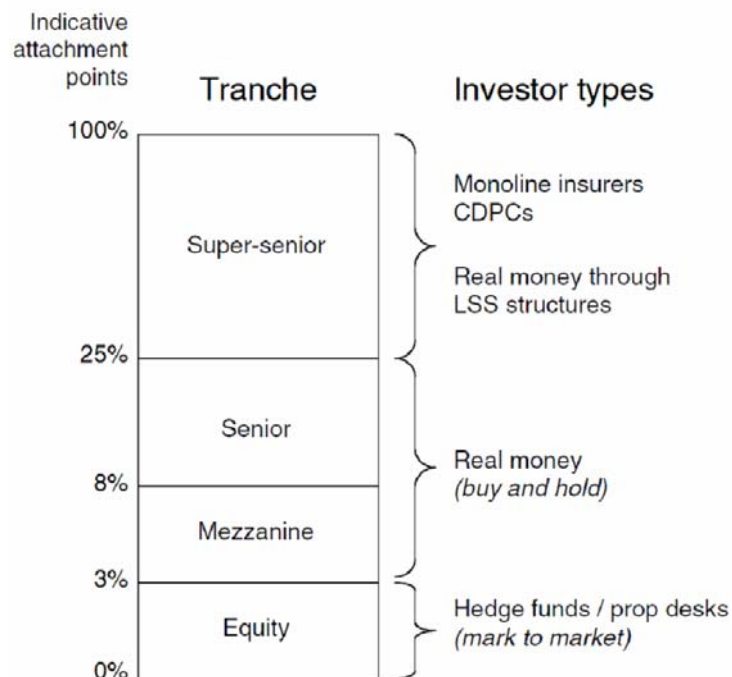 Indicative
attachment
points
Tranche
Investor types
100%
Super-senior
Monoline insurers
CDPCs
Real money through
LSS structures
25%
Senior
Real money
(buy and hold)
8%
Mezzanine
3%
Equity
Hedge funds / prop desks
(mark to market)
0%